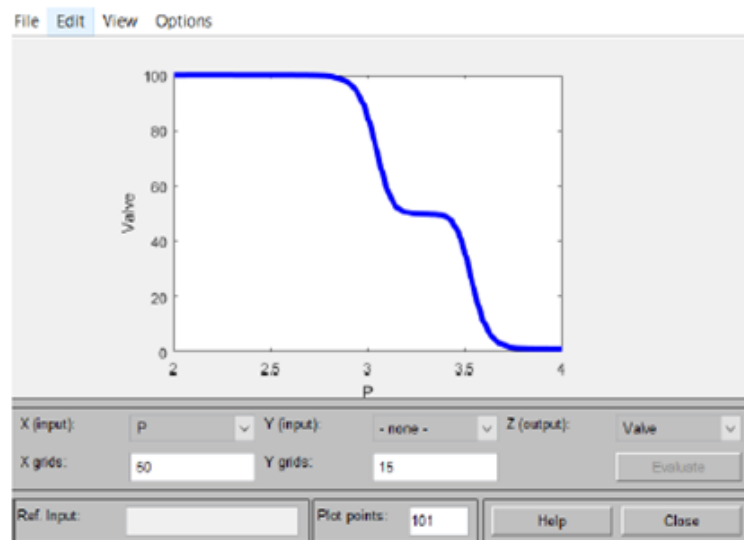 File Edit View Options
100
80
60
40
20
0
Valve
2 2.5 3 3.5 4
P
X (input): P Y (input): - none - Z (output): Valve
X grids: 50 Y grids: 15 Evaluate
Ref. Input: Plot points: 101 Help Close